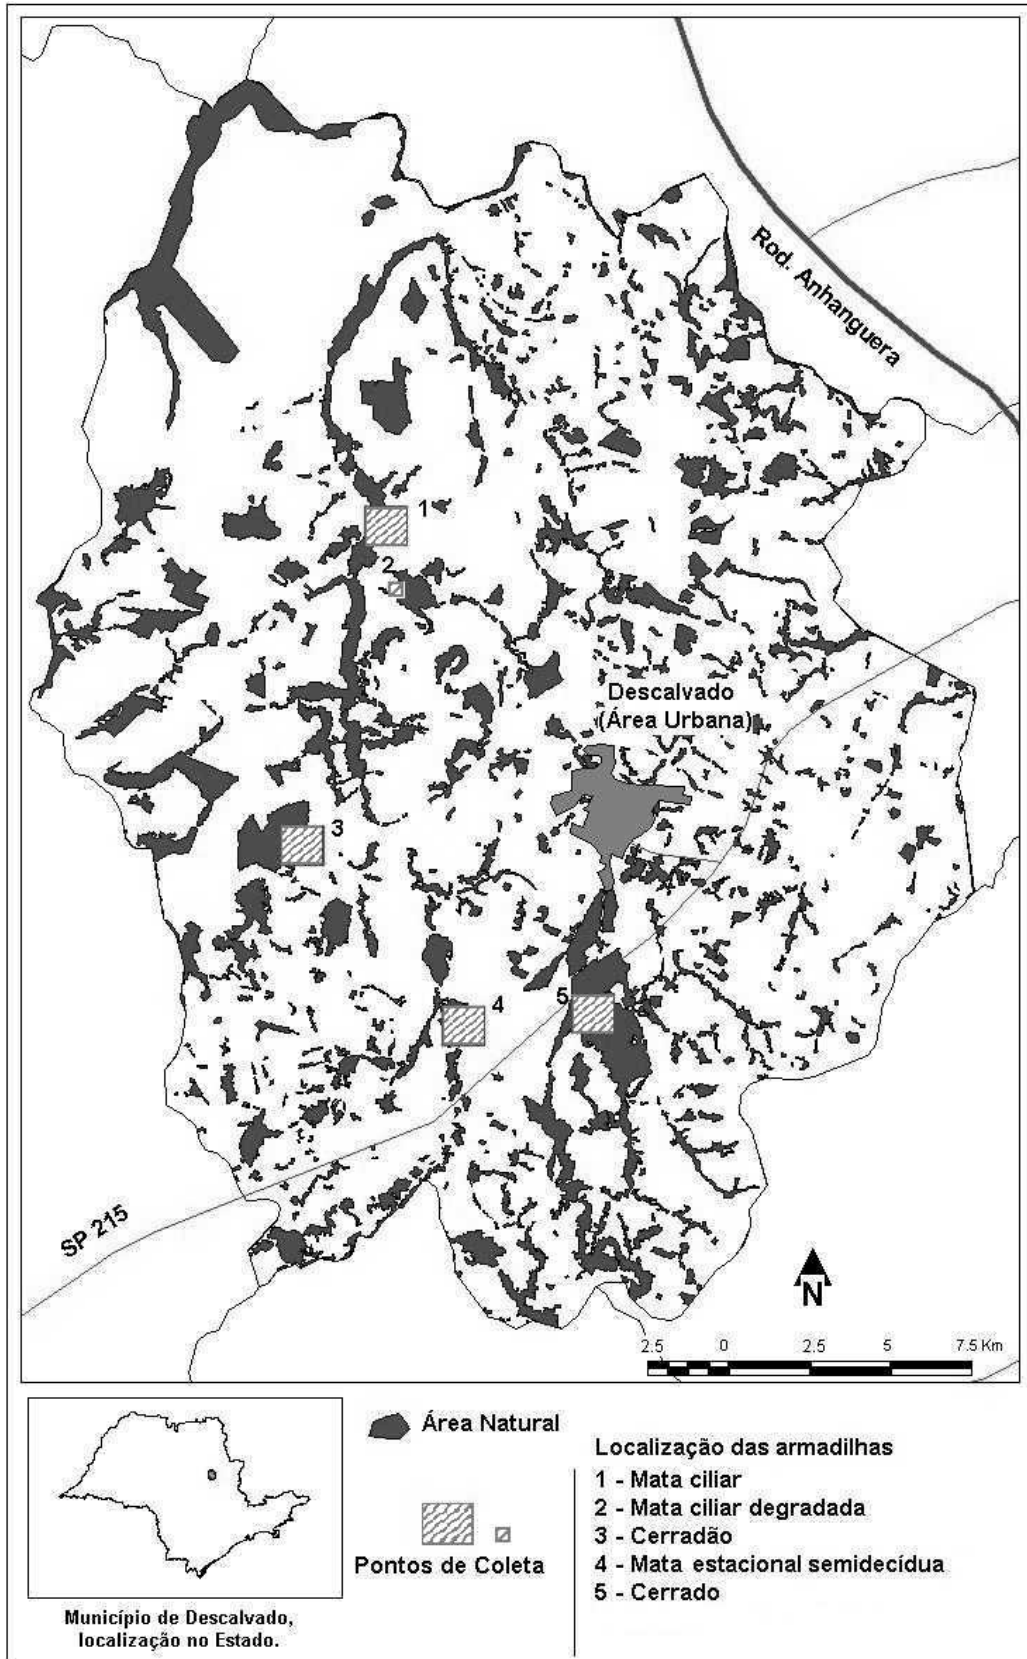 Rod. Anhanguera
1
2
Descalvado
(Área Urbana)
3
4
5
SP 215
N
2.5 0 2.5 5 7.5 Km
Área Natural
Pontos de Coleta
Localização das armadilhas
1 - Mata ciliar
2 - Mata ciliar degradada
3 - Cerradão
4 - Mata estacional semidecídua
5 - Cerrado
Município de Descalvado,
localização no Estado.